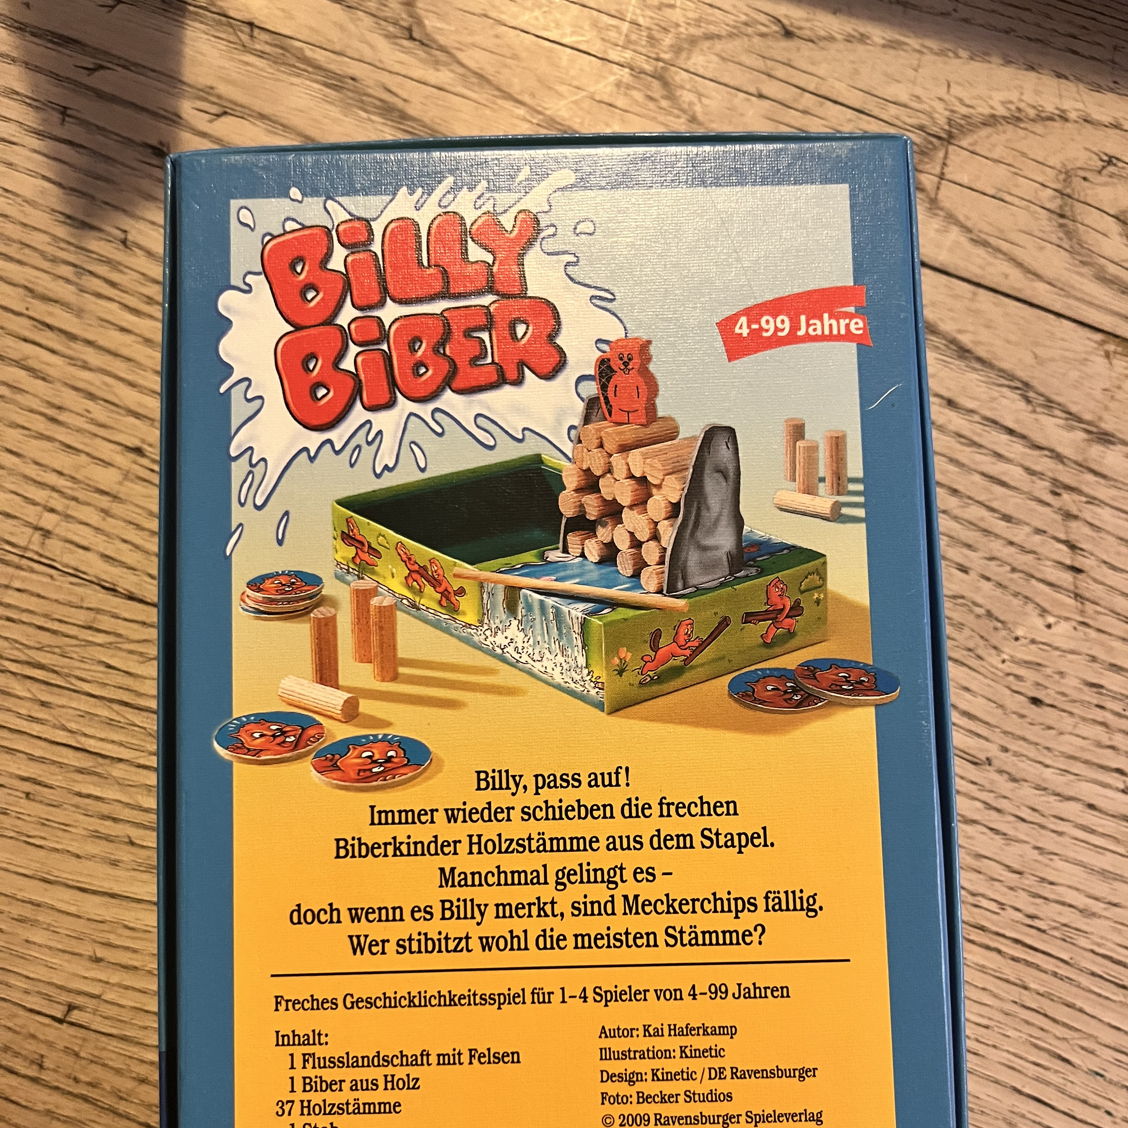 BiLLY
BiBER
4-99 Jahre
Billy, pass auf!
Immer wieder schieben die frechen
Biberkinder Holzstämme aus dem Stapel.
Manchmal gelingt es –
doch wenn es Billy merkt, sind Meckerchips fällig.
Wer stibitzt wohl die meisten Stämme?
Freches Geschicklichkeitsspiel für 1–4 Spieler von 4–99 Jahren
Inhalt:
1 Flusslandschaft mit Felsen
1 Biber aus Holz
37 Holzstämme
1 Stab
Autor: Kai Haferkamp
Illustration: Kinetic
Design: Kinetic / DE Ravensburger
Foto: Becker Studios
© 2009 Ravensburger Spieleverlag